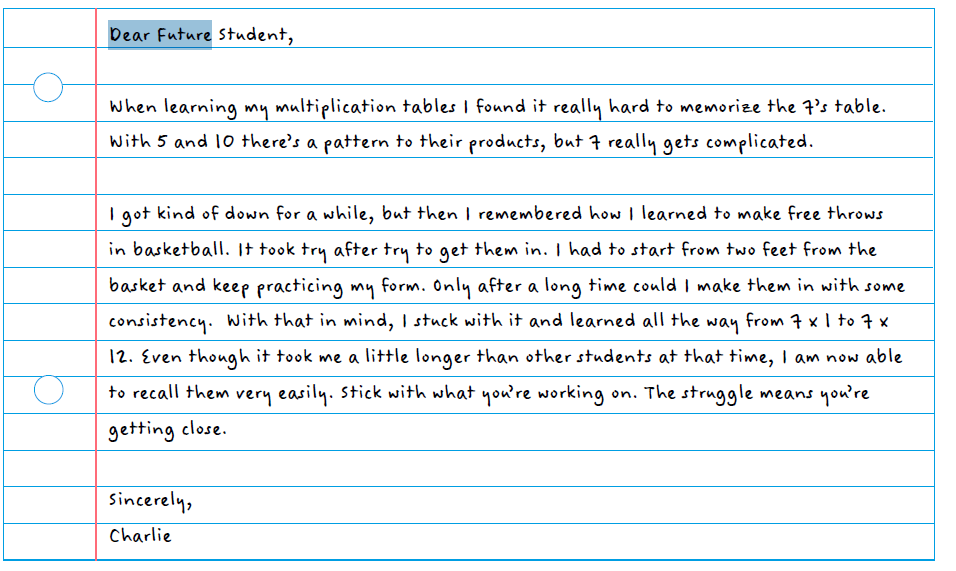 Dear Future Student,
When learning my multiplication tables I found it really hard to memorize the 7's table.
With 5 and 10 there's a pattern to their products, but 7 really gets complicated.
I got kind of down for a while, but then I remembered how I learned to make free throws
in basketball. It took try after try to get them in. I had to start from two feet from the
basket and keep practicing my form. Only after a long time could I make them in with some
consistency.  With that in mind, I stuck with it and learned all the way from 7 x 1 to 7 x
12. Even though it took me a little longer than other students at that time, I am now able
to recall them very easily. Stick with what you're working on. The struggle means you're
getting close.
Sincerely,
Charlie